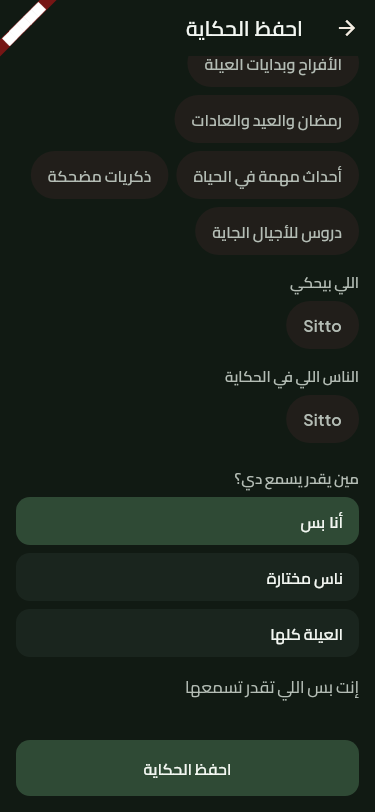 احفظ الحكاية
الأفراح وبدايات العيلة
رمضان والعيد والعادات
أحداث مهمة في الحياة
ذكريات مضحكة
دروس للأجيال الجاية
اللي بيحكي
Sitto
الناس اللي في الحكاية
Sitto
مين يقدر يسمع دي؟
أنا بس
ناس مختارة
العيلة كلها
إنت بس اللي تقدر تسمعها
احفظ الحكاية